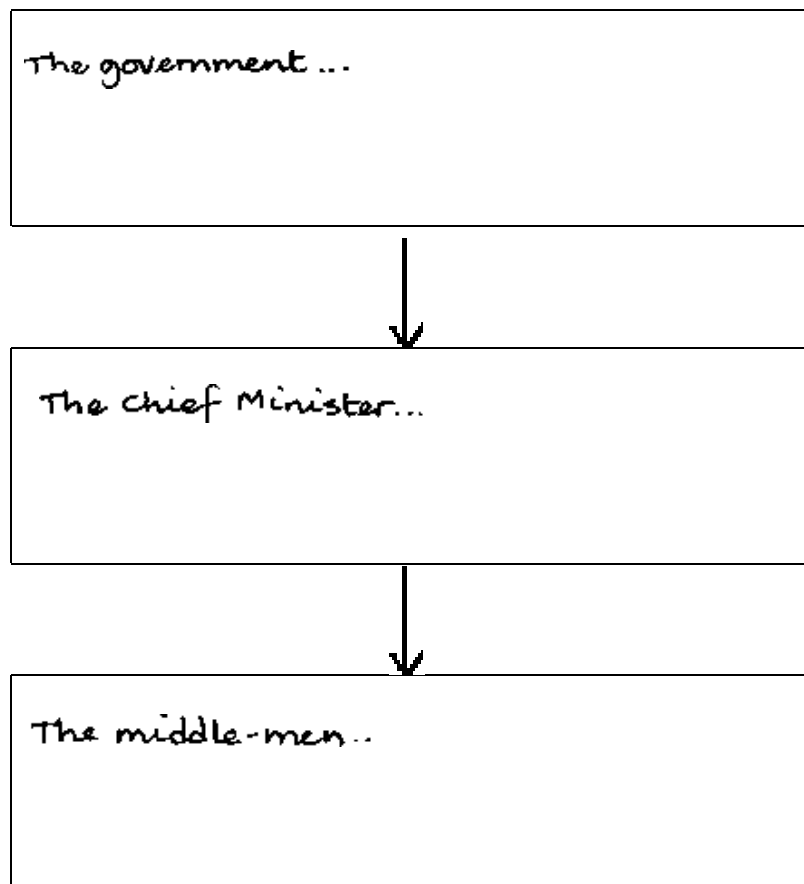 The government ...
The chief Minister...
The middle-men..